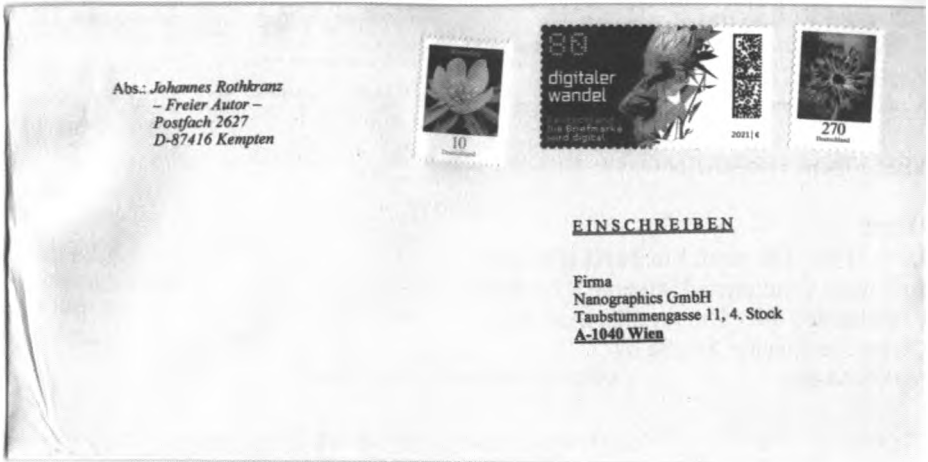 Abs.: Johannes Rothkranz
– Freier Autor –
Postfach 2627
D-87416 Kempten
10
Deutschland
80
digitaler
wandel
Deutschland
Die Briefmarke
wird digital
2021 | €
270
Deutschland
EINSCHREIBEN
Firma
Nanographics GmbH
Taubstummengasse 11, 4. Stock
A-1040 Wien